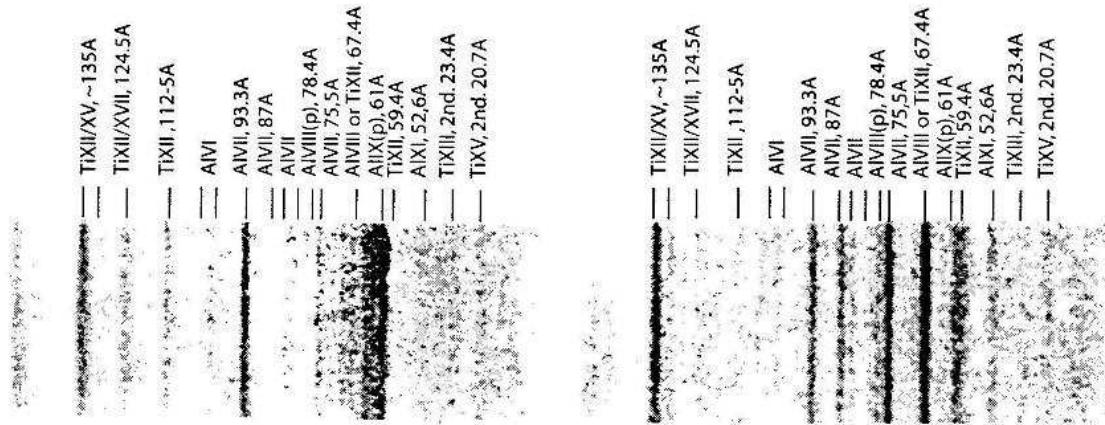 TiXII/XV, ~135A
TiXII/XVII, 124.5A
TiXII ,112-5A
AlVI
AlVII, 93.3A
AlVII, 87A
AlVII
AlVIII(p), 78.4A
AlVII, 75,5A
AlVIII or TiXII, 67.4A
AlIX(p), 61A
TiXII, 59.4A
AlXI, 52,6A
TiXIII, 2nd. 23.4A
TiXV, 2nd. 20.7A
TiXII/XV, ~135A
TiXII/XVII, 124.5A
TiXII ,112-5A
AlVI
AlVII, 93.3A
AlVII, 87A
AlVII
AlVIII(p), 78.4A
AlVII, 75,5A
AlVIII or TiXII, 67.4A
AlIX(p), 61A
TiXII, 59.4A
AlXI, 52,6A
TiXIII, 2nd. 23.4A
TiXV, 2nd. 20.7A